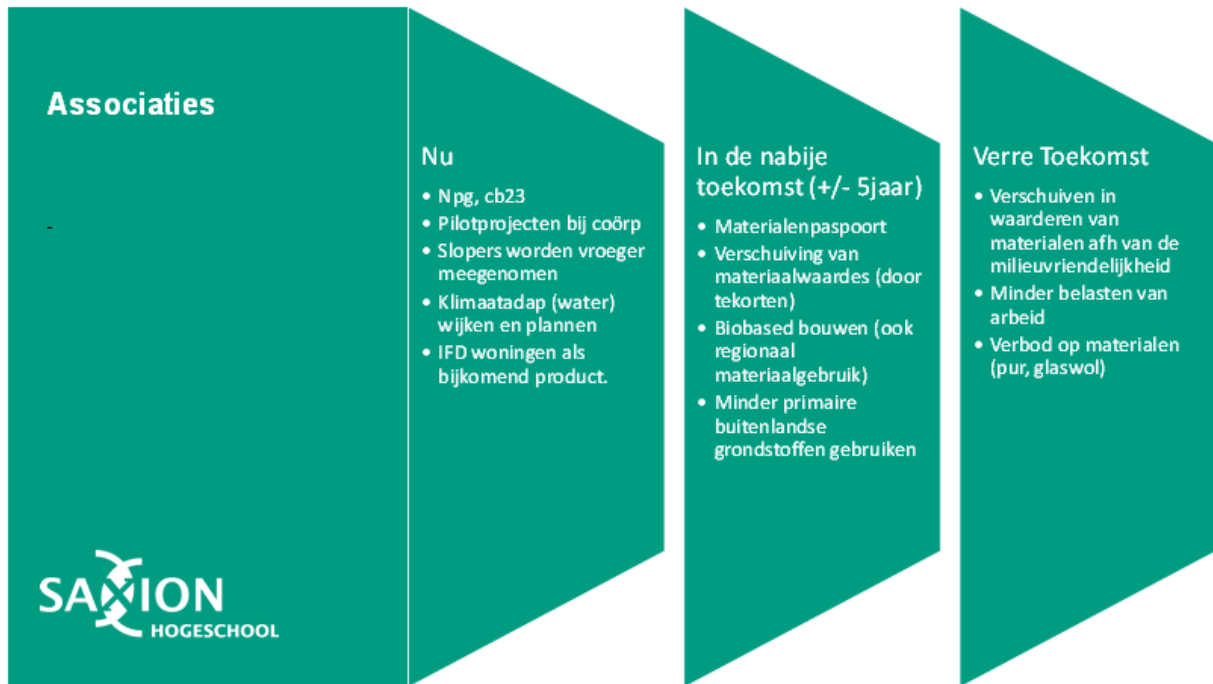 Associaties
-
Nu
• Npg, cb23
• Pilotprojecten bij coörp
• Slopers worden vroeger
meegenomen
• Klimaatadap (water)
wijken en plannen
• IFD woningen als
bijkomend product.
In de nabije
toekomst (+/- 5jaar)
• Materialenpaspoort
• Verschuiving van
materiaalwaardes (door
tekorten)
• Biobased bouwen (ook
regionaal
materiaalgebruik)
• Minder primaire
buitenlandse
grondstoffen gebruiken
Verre Toekomst
• Verschuiven in
waarderen van
materialen afh van de
milieuvriendelijkheid
• Minder belasten van
arbeid
• Verbod op materialen
(pur, glaswol)
SAXION
HOGESCHOOL